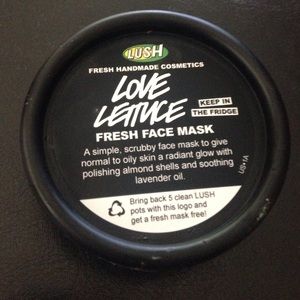 LUSH
FRESH HANDMADE COSMETICS
LOVE
LETTUCE
KEEP IN
THE FRIDGE
FRESH FACE MASK
A simple, scrubby face mask to give
normal to oily skin a radiant glow with
polishing almond shells and soothing
lavender oil.
Bring back 5 clean LUSH
pots with this logo and
get a fresh mask free!